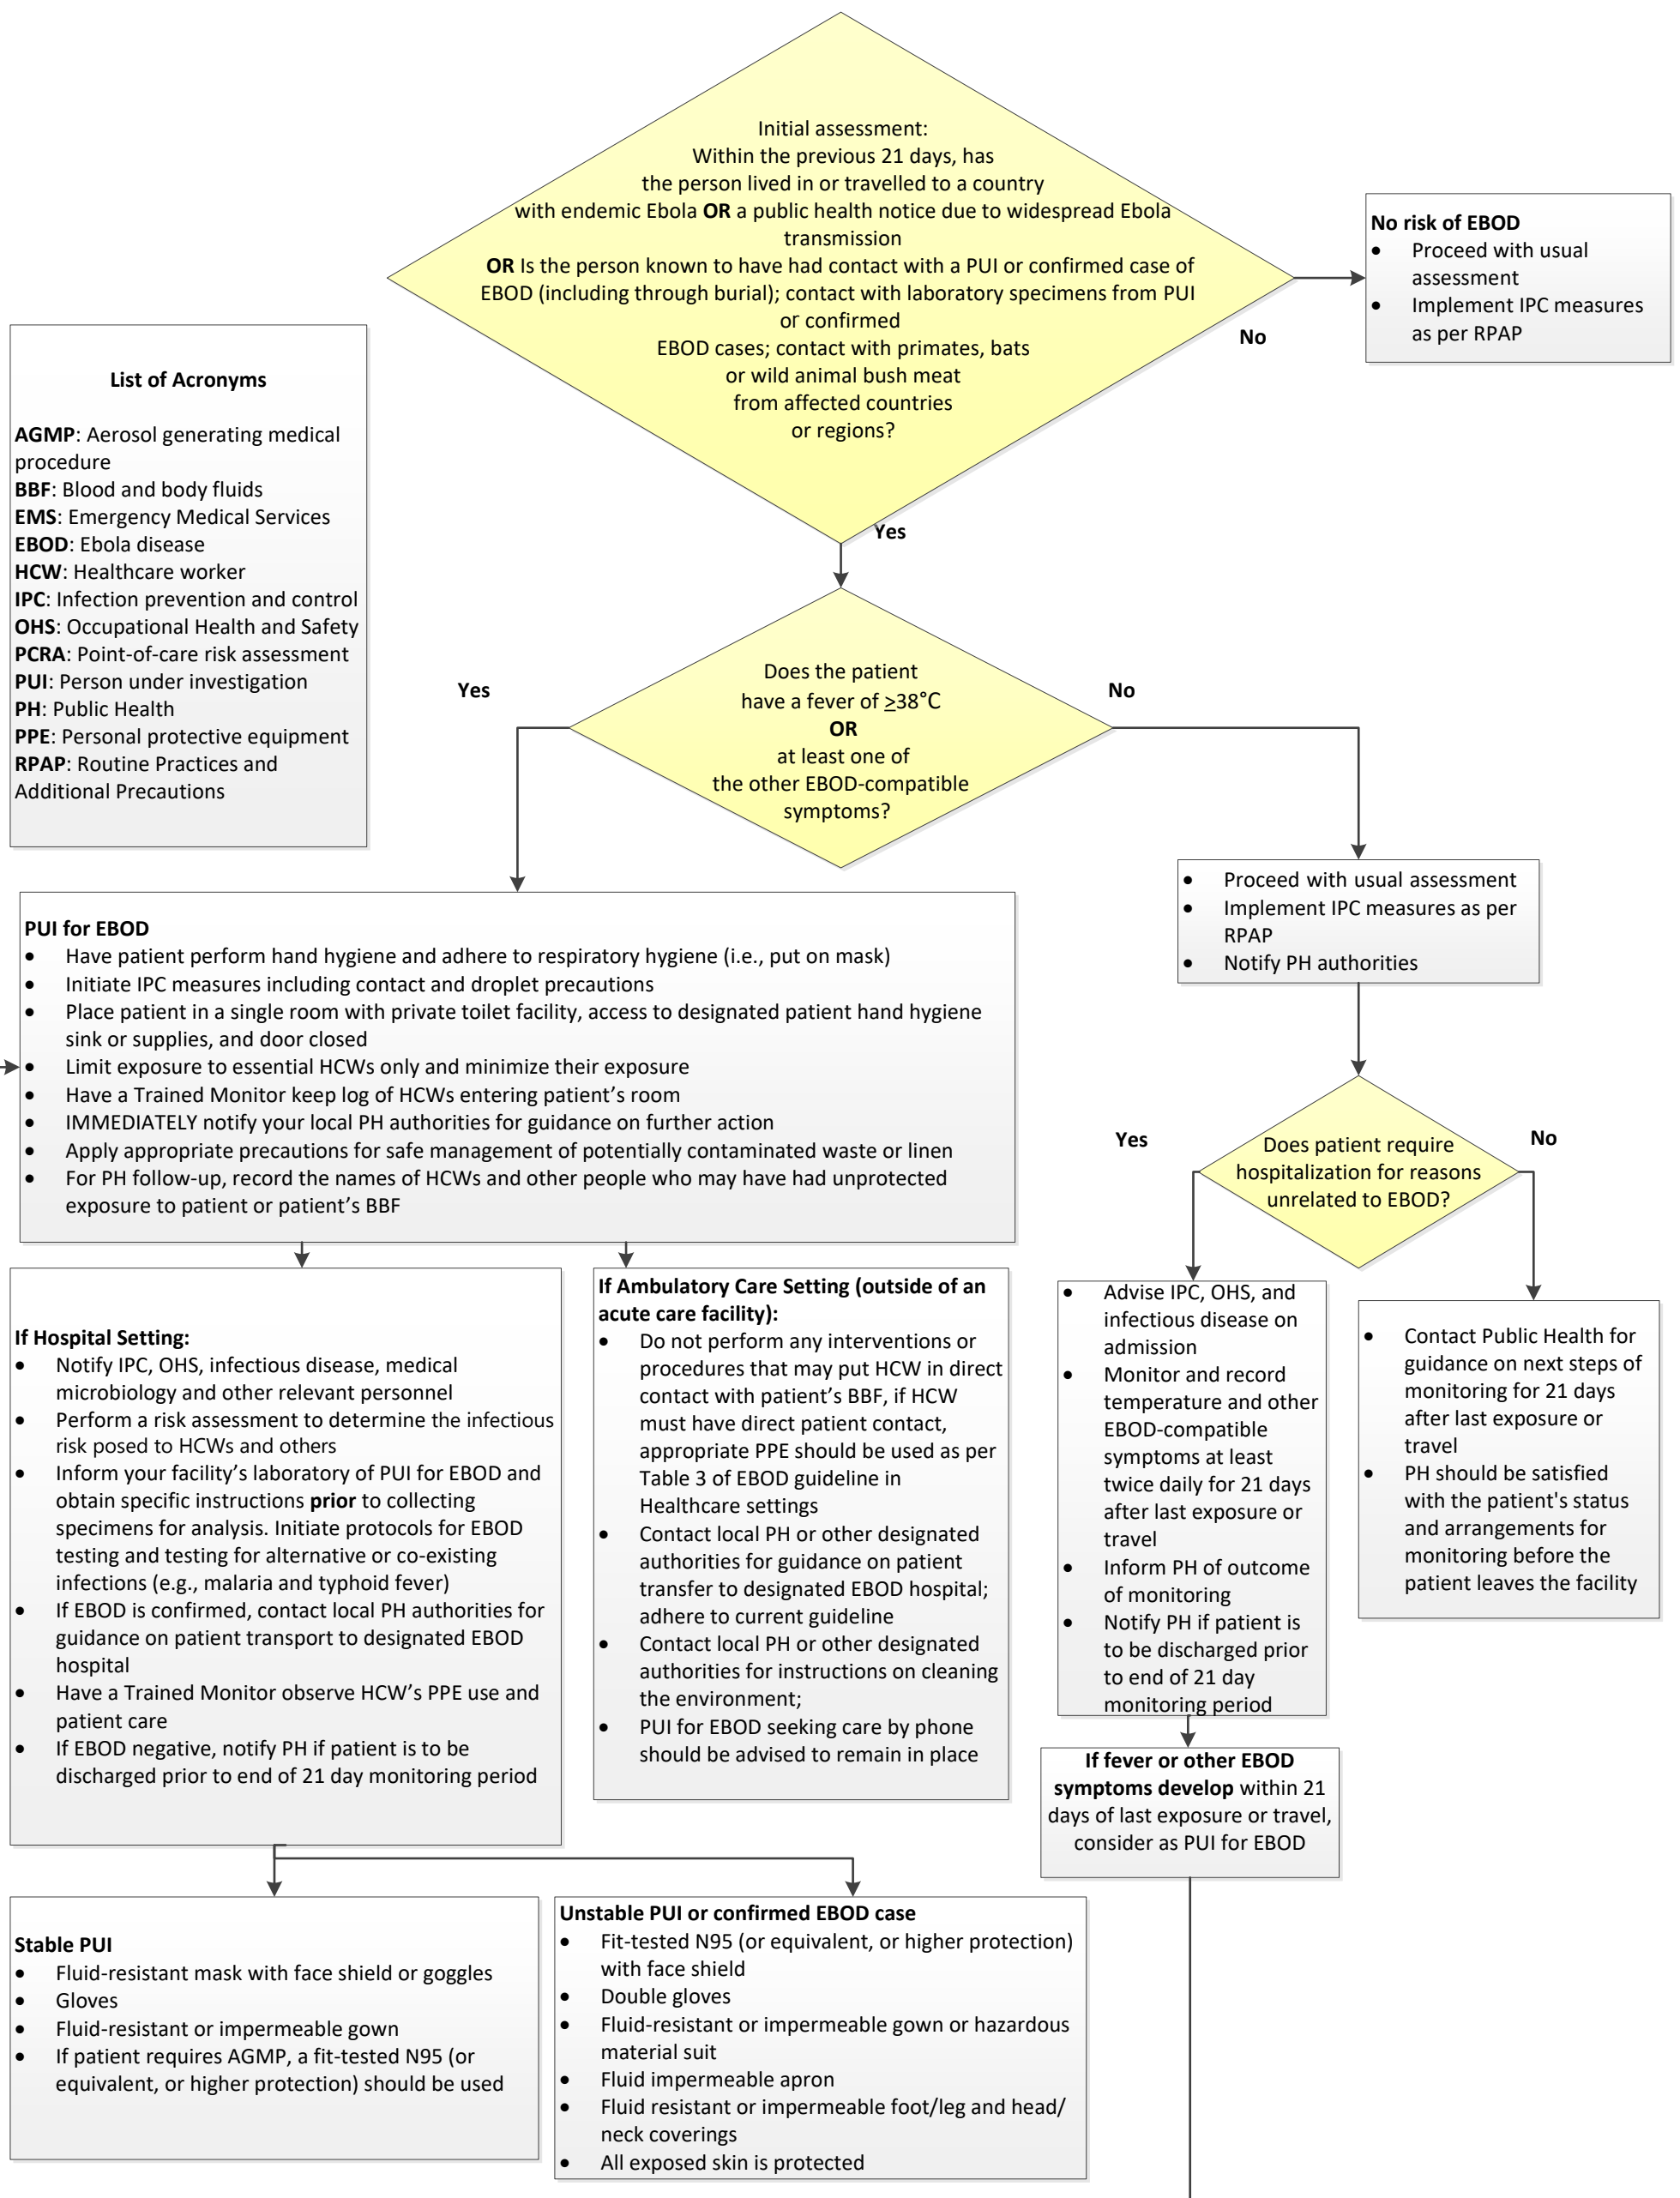 Initial assessment:
Within the previous 21 days, has
the person lived in or travelled to a country
with endemic Ebola OR a public health notice due to widespread Ebola
transmission
OR Is the person known to have had contact with a PUI or confirmed case of
EBOD (including through burial); contact with laboratory specimens from PUI
or confirmed
EBOD cases; contact with primates, bats
or wild animal bush meat
from affected countries
or regions?
No
No risk of EBOD
• Proceed with usual
assessment
• Implement IPC measures
as per RPAP
List of Acronyms
AGMP: Aerosol generating medical
procedure
BBF: Blood and body fluids
EMS: Emergency Medical Services
EBOD: Ebola disease
HCW: Healthcare worker
IPC: Infection prevention and control
OHS: Occupational Health and Safety
PCRA: Point-of-care risk assessment
PUI: Person under investigation
PH: Public Health
PPE: Personal protective equipment
RPAP: Routine Practices and
Additional Precautions
Yes
Does the patient
have a fever of ≥38°C
OR
at least one of
the other EBOD-compatible
symptoms?
Yes
No
PUI for EBOD
• Have patient perform hand hygiene and adhere to respiratory hygiene (i.e., put on mask)
• Initiate IPC measures including contact and droplet precautions
• Place patient in a single room with private toilet facility, access to designated patient hand hygiene
sink or supplies, and door closed
• Limit exposure to essential HCWs only and minimize their exposure
• Have a Trained Monitor keep log of HCWs entering patient's room
• IMMEDIATELY notify your local PH authorities for guidance on further action
• Apply appropriate precautions for safe management of potentially contaminated waste or linen
• For PH follow-up, record the names of HCWs and other people who may have had unprotected
exposure to patient or patient's BBF
• Proceed with usual assessment
• Implement IPC measures as per
RPAP
• Notify PH authorities
Does patient require
hospitalization for reasons
unrelated to EBOD?
Yes
No
If Hospital Setting:
• Notify IPC, OHS, infectious disease, medical
microbiology and other relevant personnel
• Perform a risk assessment to determine the infectious
risk posed to HCWs and others
• Inform your facility's laboratory of PUI for EBOD and
obtain specific instructions prior to collecting
specimens for analysis. Initiate protocols for EBOD
testing and testing for alternative or co-existing
infections (e.g., malaria and typhoid fever)
• If EBOD is confirmed, contact local PH authorities for
guidance on patient transport to designated EBOD
hospital
• Have a Trained Monitor observe HCW's PPE use and
patient care
• If EBOD negative, notify PH if patient is to be
discharged prior to end of 21 day monitoring period
If Ambulatory Care Setting (outside of an
acute care facility):
• Do not perform any interventions or
procedures that may put HCW in direct
contact with patient's BBF, if HCW
must have direct patient contact,
appropriate PPE should be used as per
Table 3 of EBOD guideline in
Healthcare settings
• Contact local PH or other designated
authorities for guidance on patient
transfer to designated EBOD hospital;
adhere to current guideline
• Contact local PH or other designated
authorities for instructions on cleaning
the environment;
• PUI for EBOD seeking care by phone
should be advised to remain in place
• Advise IPC, OHS, and
infectious disease on
admission
• Monitor and record
temperature and other
EBOD-compatible
symptoms at least
twice daily for 21 days
after last exposure or
travel
• Inform PH of outcome
of monitoring
• Notify PH if patient is
to be discharged prior
to end of 21 day
monitoring period
• Contact Public Health for
guidance on next steps of
monitoring for 21 days
after last exposure or
travel
• PH should be satisfied
with the patient's status
and arrangements for
monitoring before the
patient leaves the facility
If fever or other EBOD
symptoms develop within 21
days of last exposure or travel,
consider as PUI for EBOD
Stable PUI
• Fluid-resistant mask with face shield or goggles
• Gloves
• Fluid-resistant or impermeable gown
• If patient requires AGMP, a fit-tested N95 (or
equivalent, or higher protection) should be used
Unstable PUI or confirmed EBOD case
• Fit-tested N95 (or equivalent, or higher protection)
with face shield
• Double gloves
• Fluid-resistant or impermeable gown or hazardous
material suit
• Fluid impermeable apron
• Fluid resistant or impermeable foot/leg and head/
neck coverings
• All exposed skin is protected